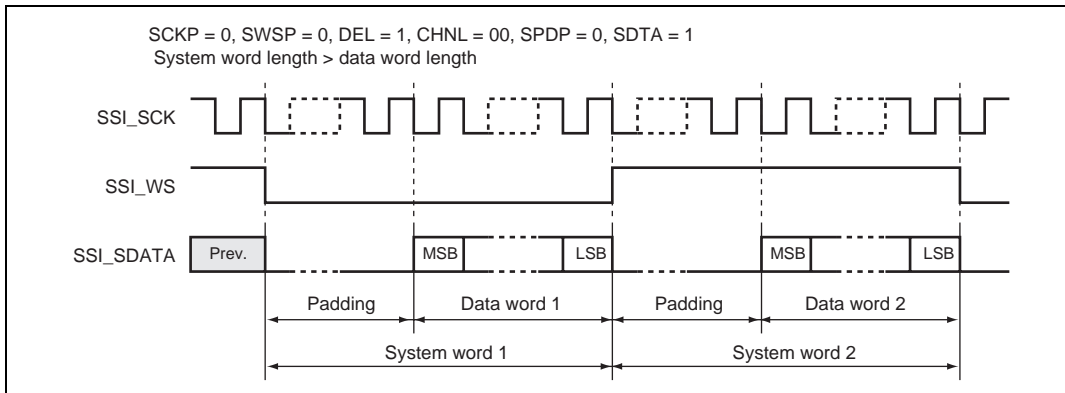 SCKP = 0, SWSP = 0, DEL = 1, CHNL = 00, SPDP = 0, SDTA = 1
System word length > data word length
SSI_SCK
SSI_WS
SSI_SDATA
Prev.
MSB
LSB
MSB
LSB
Padding
Data word 1
Padding
Data word 2
System word 1
System word 2